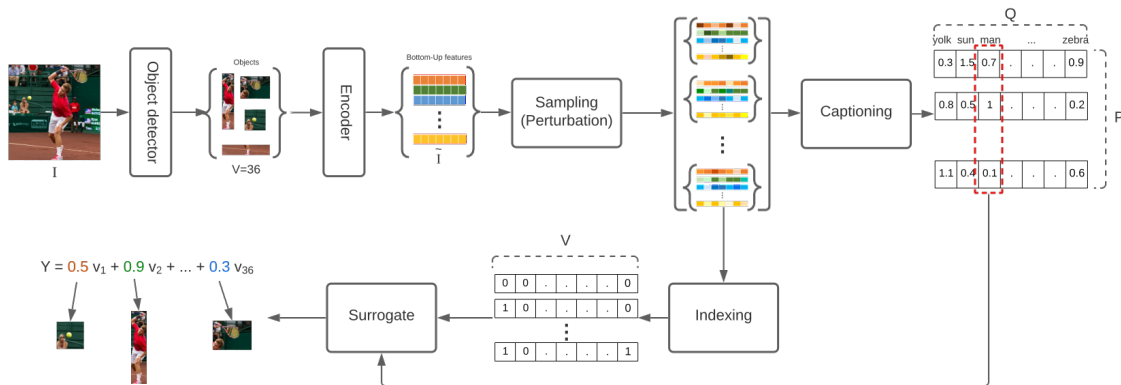 I
Object detector
Objects
V=36
Encoder
Bottom-Up features
⋮
Ĩ
Sampling
(Perturbation)
⋮
⋮
⋮
⋮
Captioning
Q
yolk sun man ... zebra
0.3 1.5 0.7 . . . 0.9
0.8 0.5 1 . . . 0.2
1.1 0.4 0.1 . . . 0.6
P
Y = 0.5 v₁ + 0.9 v₂ + ... + 0.3 v₃₆
Surrogate
V
0 0 . . . . 0
1 0 . . . . 0
⋮
1 0 . . . . 1
Indexing